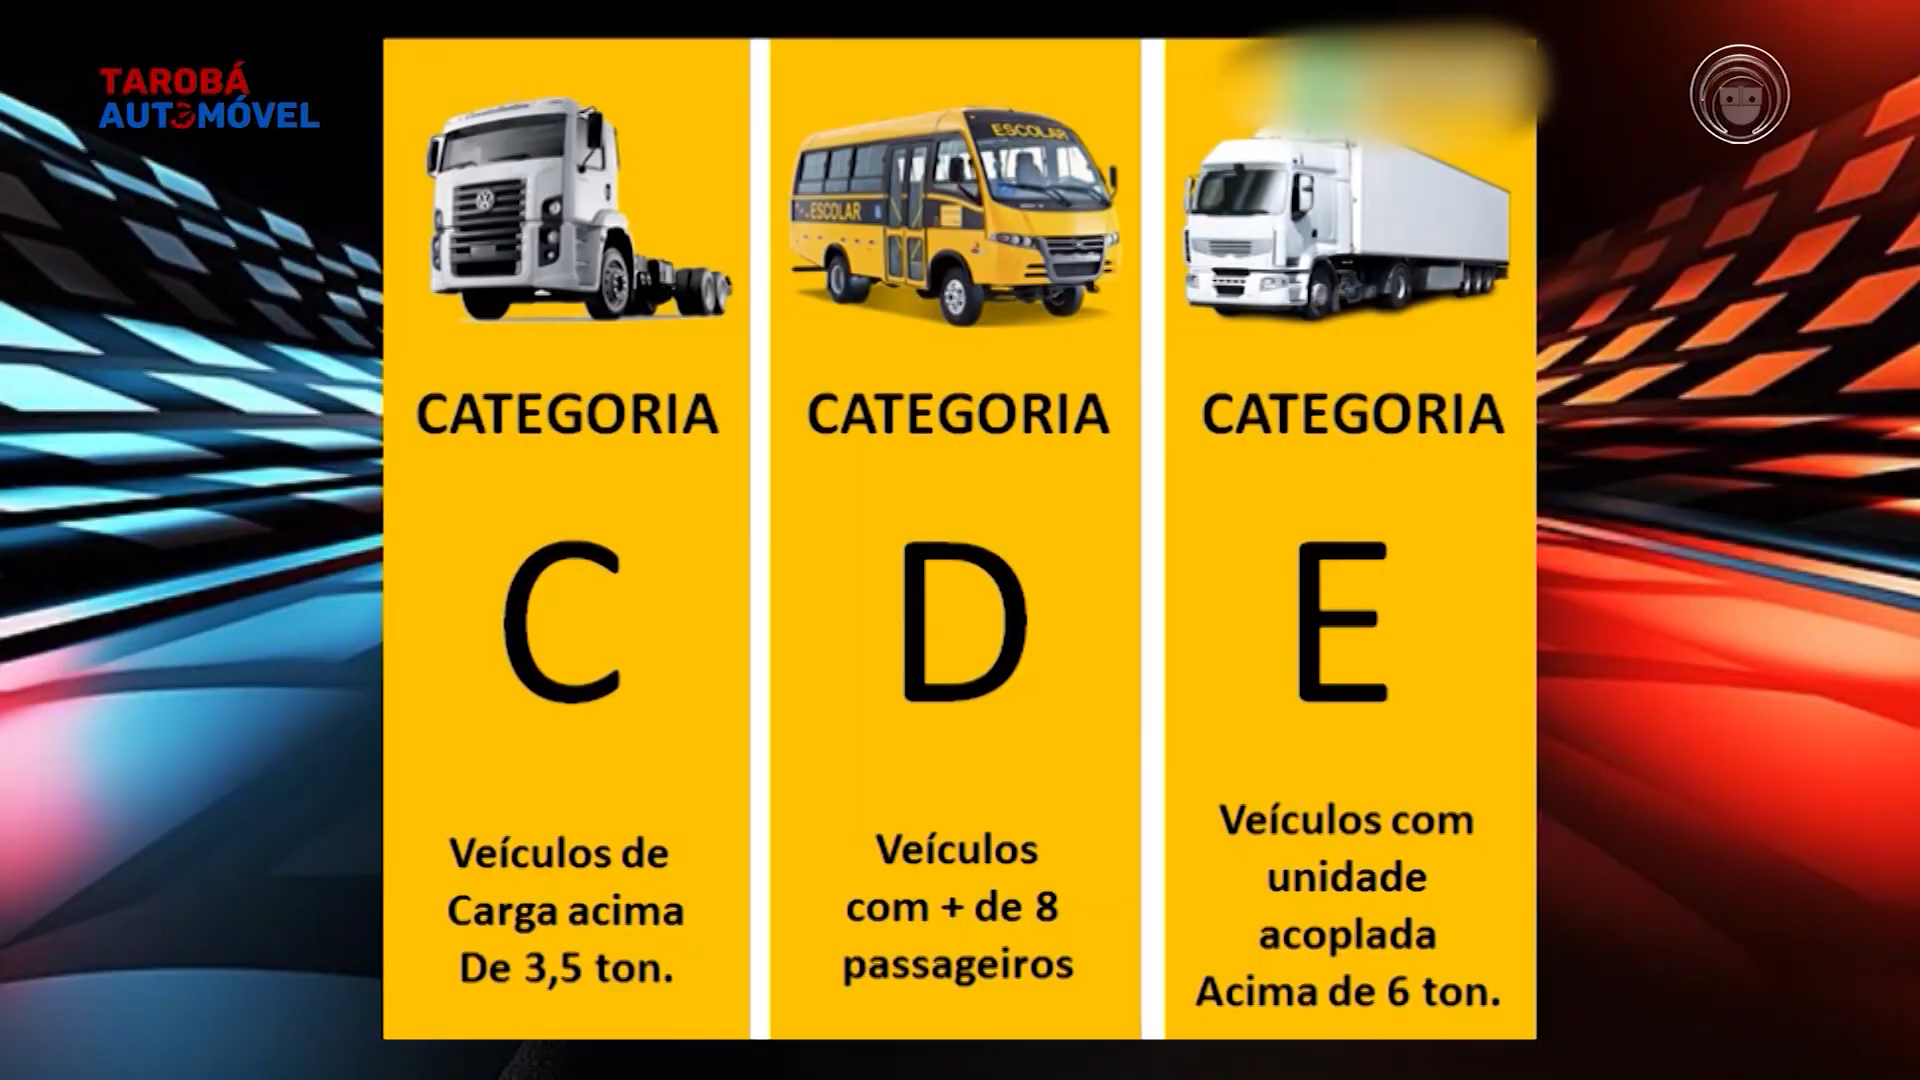 TAROBÁ
AUTOMÓVEL
ESCOLAR
ESCOLAR
CATEGORIA
C
Veículos de
Carga acima
De 3,5 ton.
CATEGORIA
D
Veículos
com + de 8
passageiros
CATEGORIA
E
Veículos com
unidade
acoplada
Acima de 6 ton.